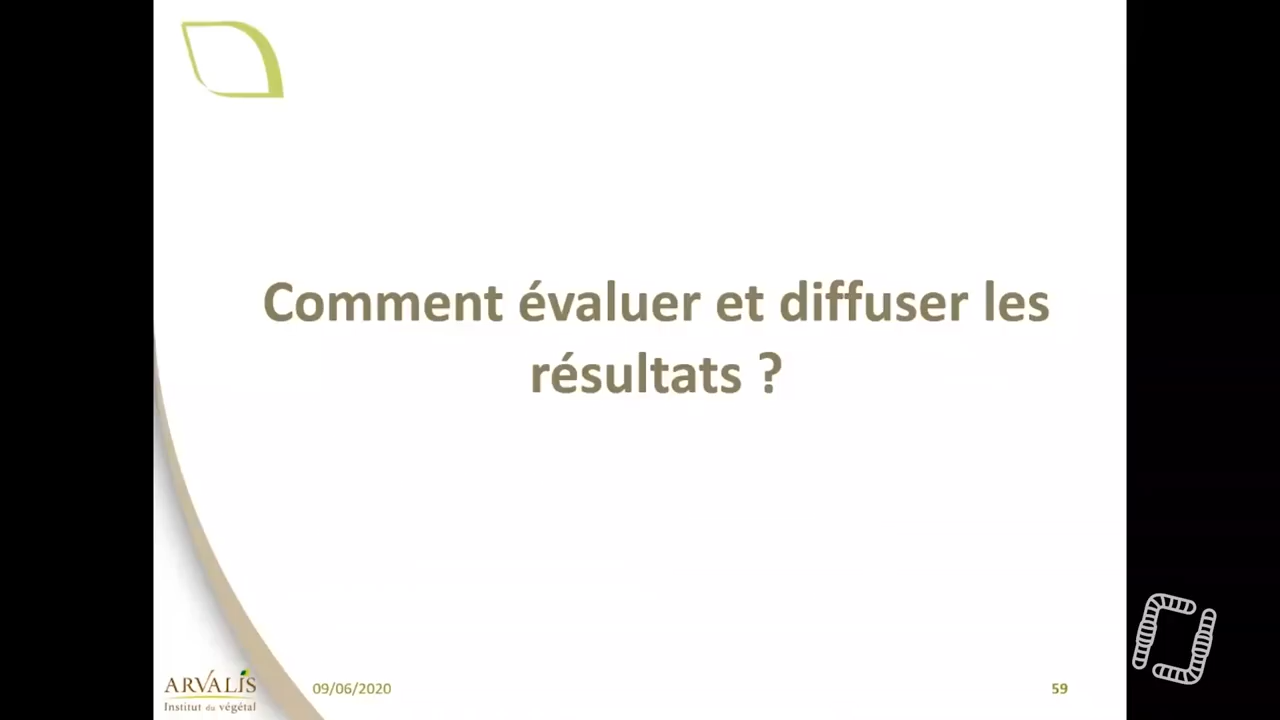 Comment évaluer et diffuser les
résultats ?
ARVALIS
Institut du végétal
09/06/2020
59